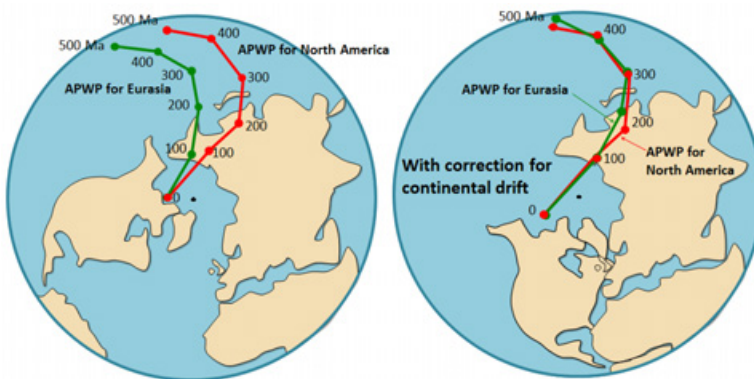 500 Ma
400
500 Ma
APWP for North America
400
300
300
APWP for Eurasia
200
200
100
100
0
500 Ma
400
300
APWP for Eurasia
200
APWP for
North America
With correction for
continental drift
100
0